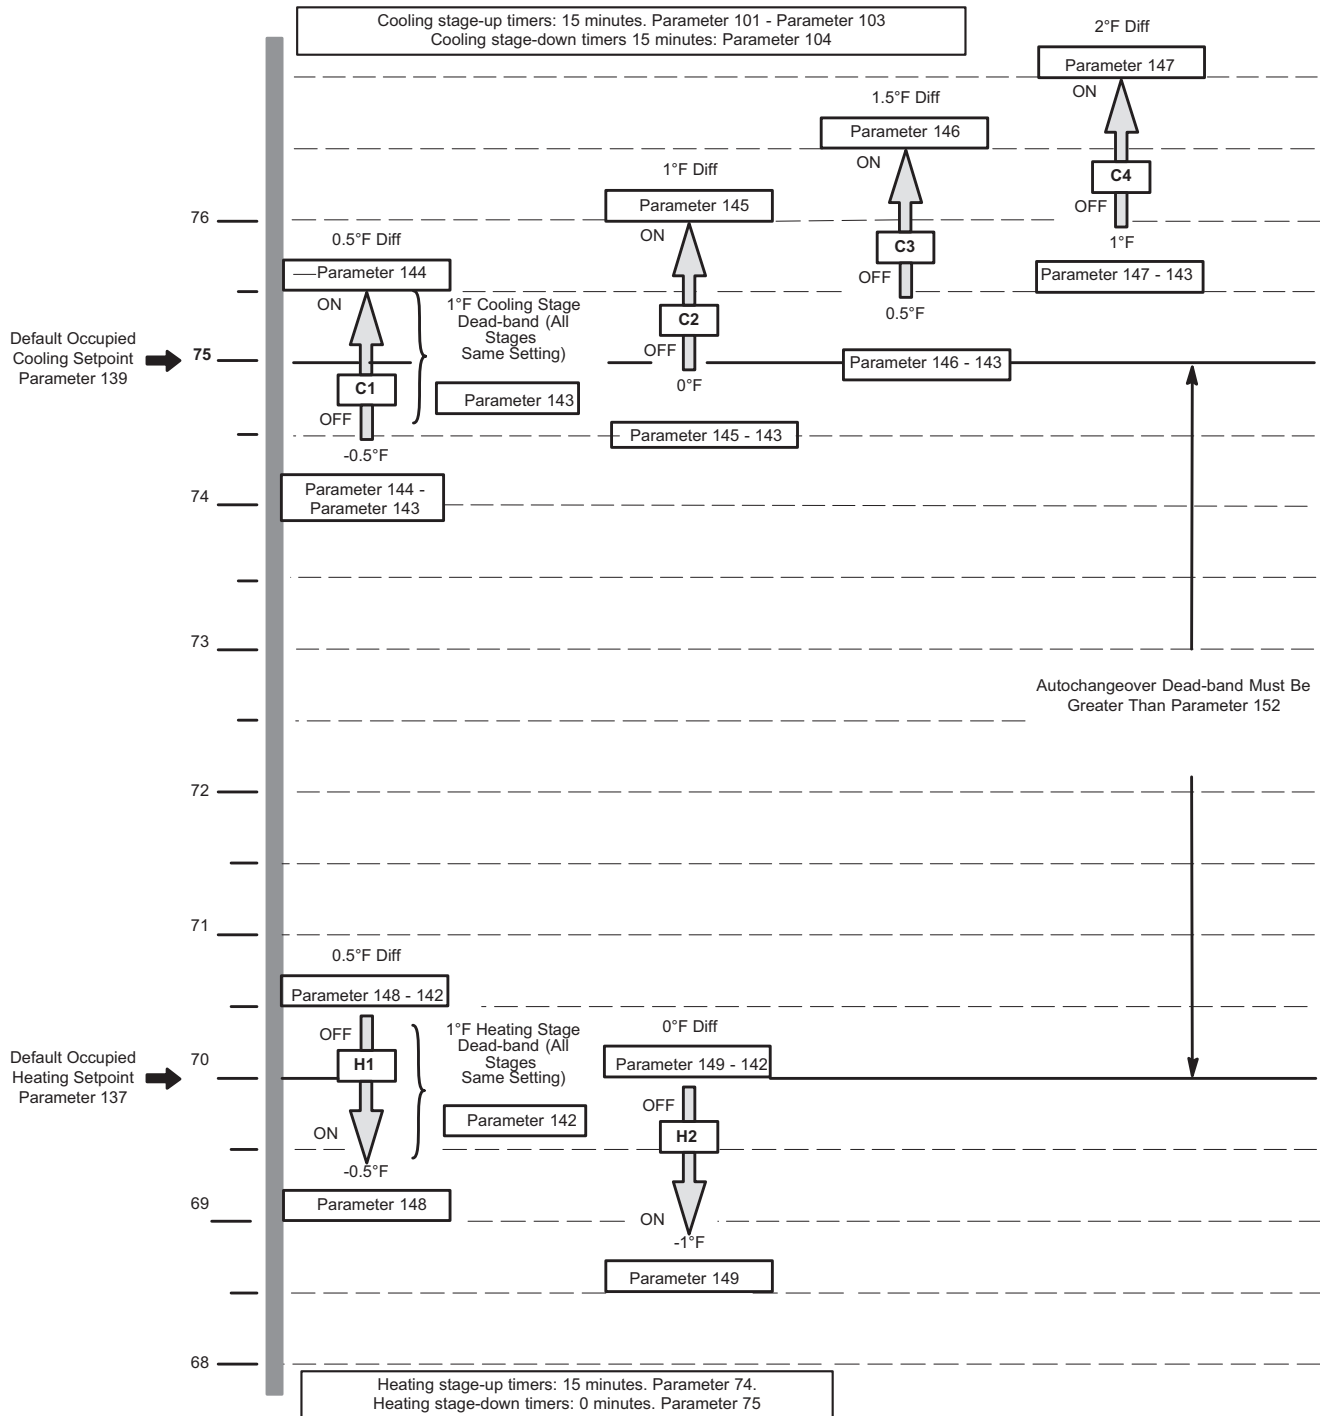 Cooling stage-up timers: 15 minutes. Parameter 101 - Parameter 103
Cooling stage-down timers 15 minutes: Parameter 104
2°F Diff
Parameter 147
ON
1.5°F Diff
Parameter 146
ON
C4
OFF
1°F
Parameter 147 - 143
1°F Diff
Parameter 145
ON
C3
OFF
0.5°F
76
0.5°F Diff
Parameter 144
ON
1°F Cooling Stage
Dead-band (All
Stages
Same Setting)
C2
OFF
0°F
Default Occupied
Cooling Setpoint
Parameter 139
75
C1
OFF
-0.5°F
Parameter 143
Parameter 146 - 143
Parameter 145 - 143
74
Parameter 144 -
Parameter 143
73
Autochangeover Dead-band Must Be
Greater Than Parameter 152
72
71
0.5°F Diff
Parameter 148 - 142
OFF
1°F Heating Stage
Dead-band (All
Stages
Same Setting)
0°F Diff
Parameter 149 - 142
Default Occupied
Heating Setpoint
Parameter 137
70
H1
ON
-0.5°F
Parameter 142
OFF
H2
69
Parameter 148
ON
-1°F
Parameter 149
68
Heating stage-up timers: 15 minutes. Parameter 74.
Heating stage-down timers: 0 minutes. Parameter 75